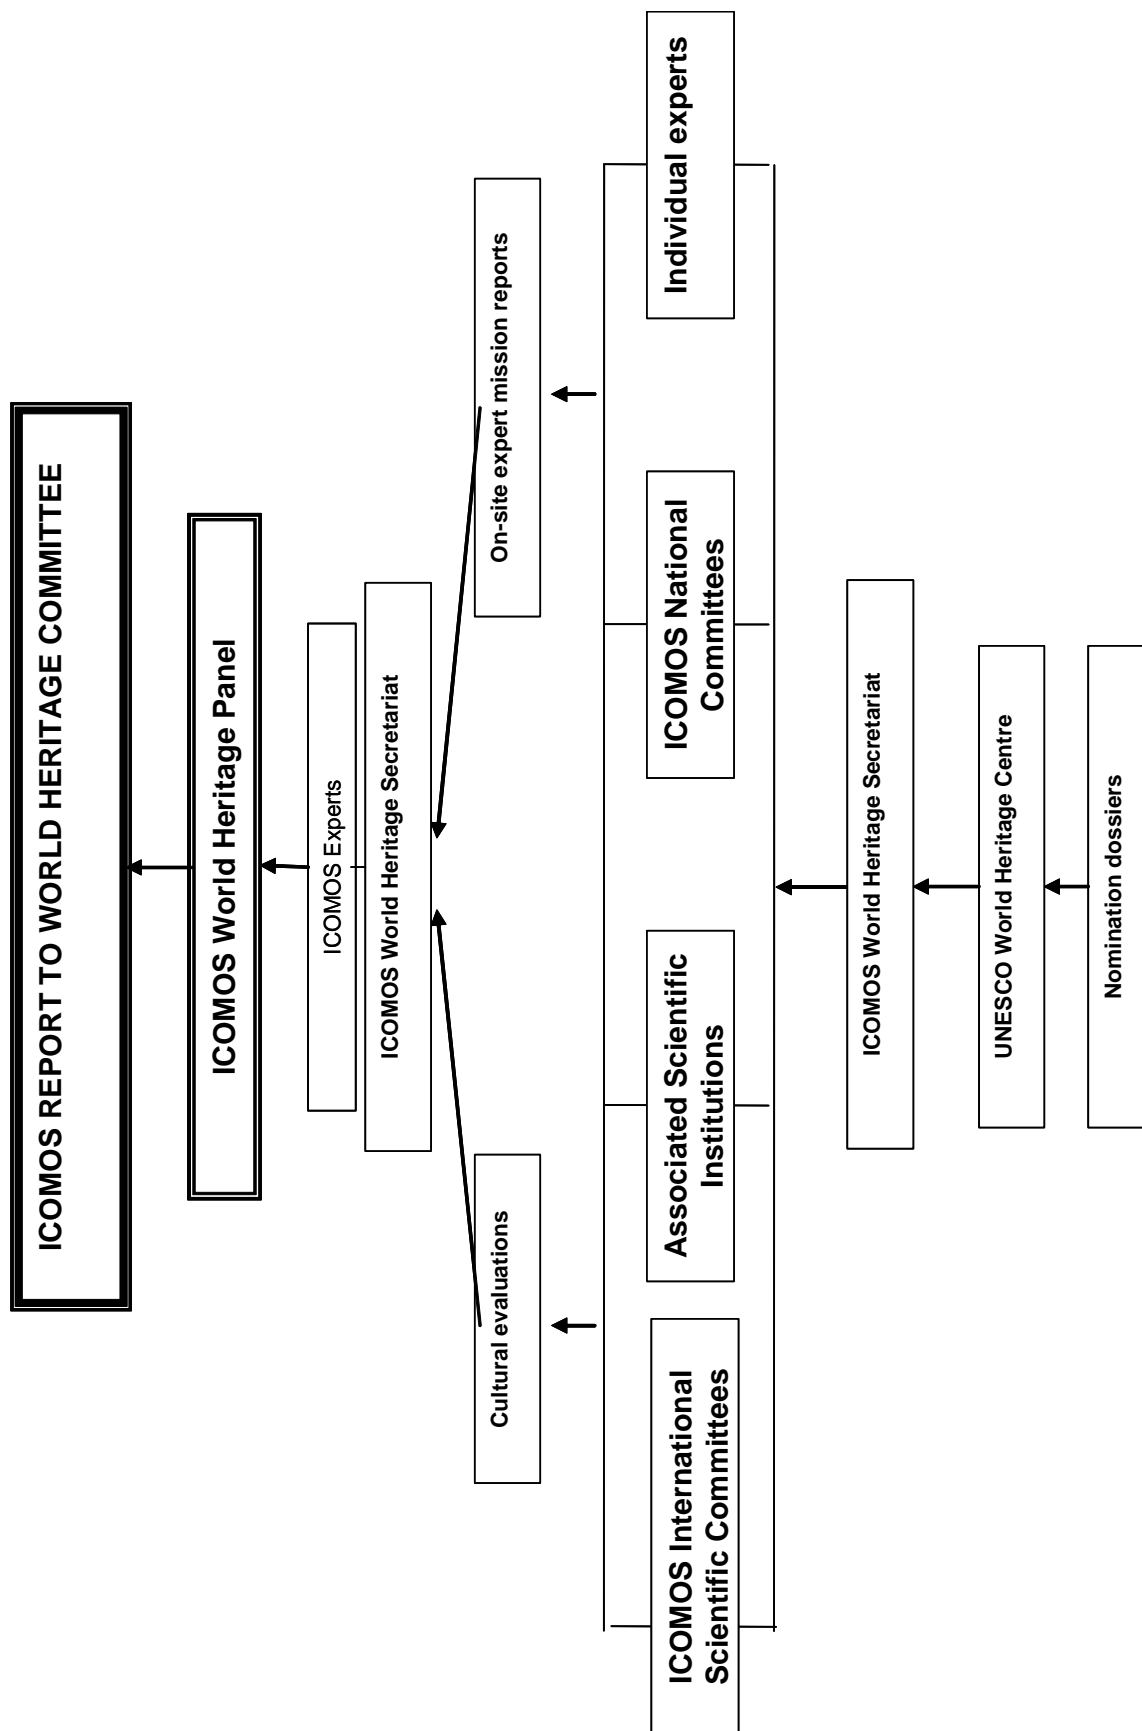 ICOMOS REPORT TO WORLD HERITAGE COMMITTEE
ICOMOS World Heritage Panel
ICOMOS Experts
ICOMOS World Heritage Secretariat
Cultural evaluations
On-site expert mission reports
ICOMOS International
Scientific Committees
Associated Scientific
Institutions
ICOMOS National
Committees
Individual experts
ICOMOS World Heritage Secretariat
UNESCO World Heritage Centre
Nomination dossiers